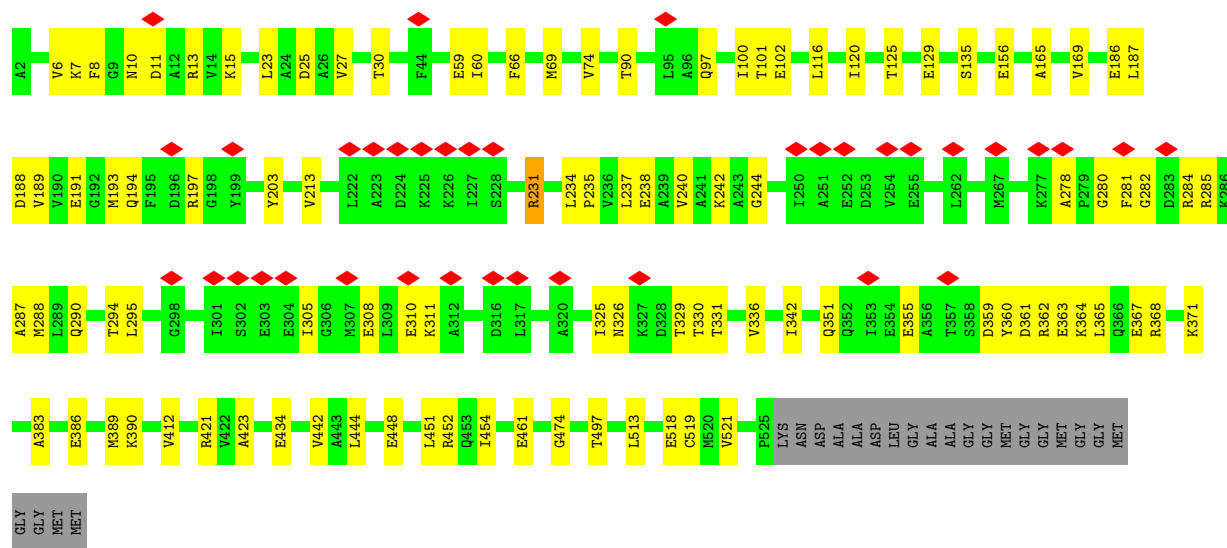 A2 V6 K7 F8 G9 N10 D11 A12 R13 V14 K15 L23 A24 D25 A26 V27 T30 F44 E59 I60 F66 M69 V74 T90 L95 A96 Q97 I100 T101 E102 L116 I120 T125 E129 S135 E156 A165 V169 E186 L187
D188 V189 V190 E191 G192 M193 Q194 F195 D196 R197 G198 Y199 Y203 V213 L222 A223 D224 K225 K226 I227 S228 R231 L234 P235 V236 L237 E238 A239 V240 A241 K242 A243 G244 I250 A251 E252 D253 V254 E255 L262 M267 K277 A278 P279 G280 F281 G282 D283 R284 R285 K286
A287 M288 L289 Q290 T294 L295 G298 I301 S302 E303 E304 I305 G306 M307 E308 L309 E310 K311 A312 D316 L317 A320 I325 N326 K327 D328 T329 T330 T331 V336 I342 Q351 Q352 I353 E354 E355 A356 T357 S358 D359 Y360 D361 R362 E363 K364 L365 Q366 E367 R368 K371
A383 E386 M389 K390 V412 R421 V422 A423 E434 V442 A443 L444 E448 L451 R452 Q453 I454 E461 G474 T497 L513 E518 C519 M520 V521 P525 LYS ASN ASP ALA ALA ASP LEU GLY ALA ALA GLY GLY MET GLY GLY MET GLY GLY MET
GLY GLY MET MET